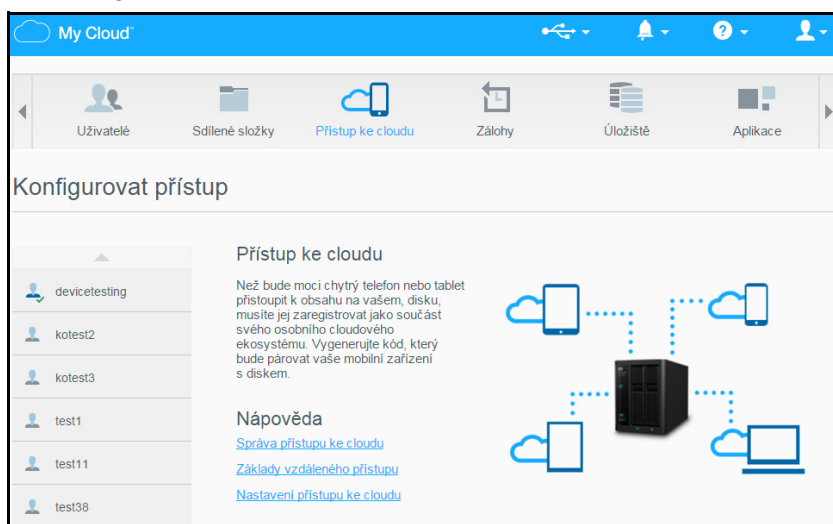 My Cloud™
Uživatelé
Sdílené složky
Přístup ke cloudu
Zálohy
Úložiště
Aplikace
Konfigurovat přístup
devicetesting
kotest2
kotest3
test1
test11
test38
Přístup ke cloudu
Než bude moci chytrý telefon nebo tablet
přistoupit k obsahu na vašem, disku,
musíte jej zaregistrovat jako součást
svého osobního cloudového
ekosystému. Vygenerujte kód, který
bude párovat vaše mobilní zařízení
s diskem.
Nápověda
Správa přístupu ke cloudu
Základy vzdáleného přístupu
Nastavení přístupu ke cloudu